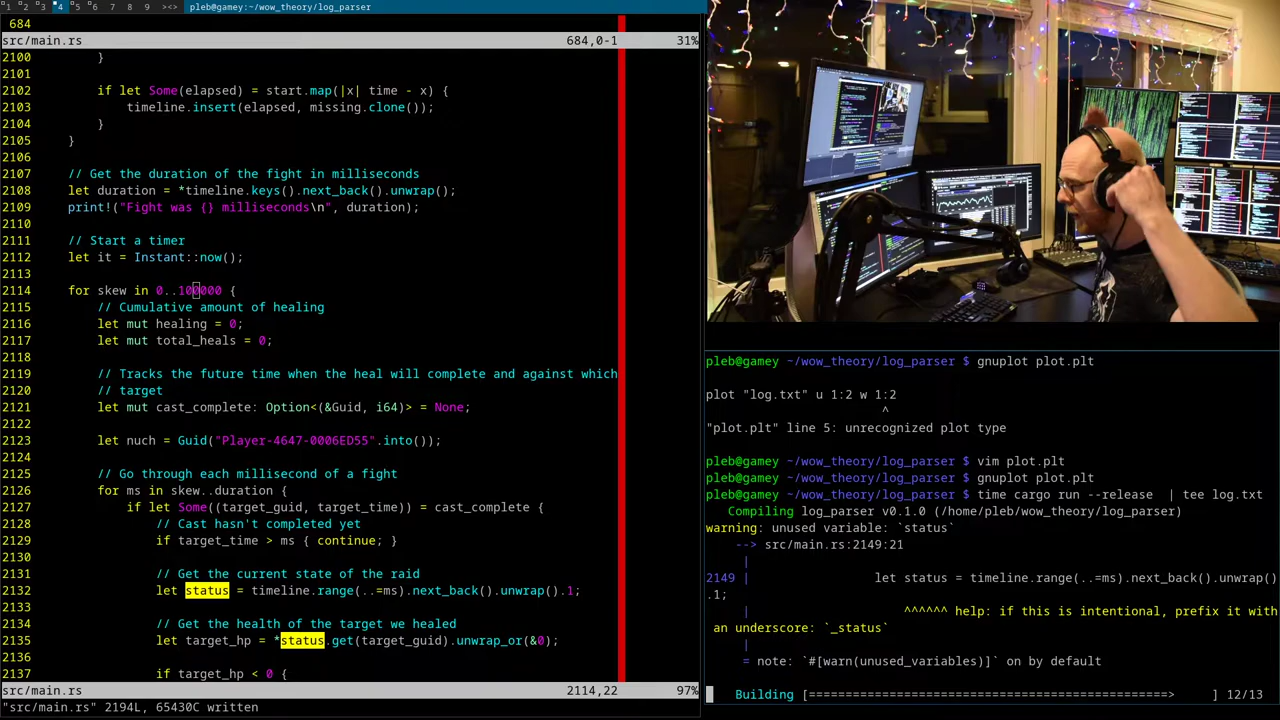 1 2 3 4 5 6 7 8 9 ><> pleb@gamey:~/wow_theory/log_parser
684
src/main.rs 684,0-1 31%
2100 }
2101
2102 if let Some(elapsed) = start.map(|x| time - x) {
2103 timeline.insert(elapsed, missing.clone());
2104 }
2105 }
2106
2107 // Get the duration of the fight in milliseconds
2108 let duration = *timeline.keys().next_back().unwrap();
2109 print!("Fight was {} milliseconds\n", duration);
2110
2111 // Start a timer
2112 let it = Instant::now();
2113
2114 for skew in 0..100000 {
2115 // Cumulative amount of healing
2116 let mut healing = 0;
2117 let mut total_heals = 0;
2118
2119 // Tracks the future time when the heal will complete and against which
2120 // target
2121 let mut cast_complete: Option<(&Guid, i64)> = None;
2122
2123 let nuch = Guid("Player-4647-0006ED55".into());
2124
2125 // Go through each millisecond of a fight
2126 for ms in skew..duration {
2127 if let Some((target_guid, target_time)) = cast_complete {
2128 // Cast hasn't completed yet
2129 if target_time > ms { continue; }
2130
2131 // Get the current state of the raid
2132 let status = timeline.range(..=ms).next_back().unwrap().1;
2133
2134 // Get the health of the target we healed
2135 let target_hp = *status.get(target_guid).unwrap_or(&0);
2136
2137 if target_hp < 0 {
src/main.rs 2114,22 97%
"src/main.rs" 2194L, 65430C written
pleb@gamey ~/wow_theory/log_parser $ gnuplot plot.plt
plot "log.txt" u 1:2 w 1:2
^
"plot.plt" line 5: unrecognized plot type
pleb@gamey ~/wow_theory/log_parser $ vim plot.plt
pleb@gamey ~/wow_theory/log_parser $ gnuplot plot.plt
pleb@gamey ~/wow_theory/log_parser $ time cargo run --release | tee log.txt
Compiling log_parser v0.1.0 (/home/pleb/wow_theory/log_parser)
warning: unused variable: `status`
--> src/main.rs:2149:21
|
2149 | let status = timeline.range(..=ms).next_back().unwrap()
.1;
| ^^^^^^ help: if this is intentional, prefix it with
an underscore: `_status`
|
= note: `#[warn(unused_variables)]` on by default
Building [=================================================> ] 12/13